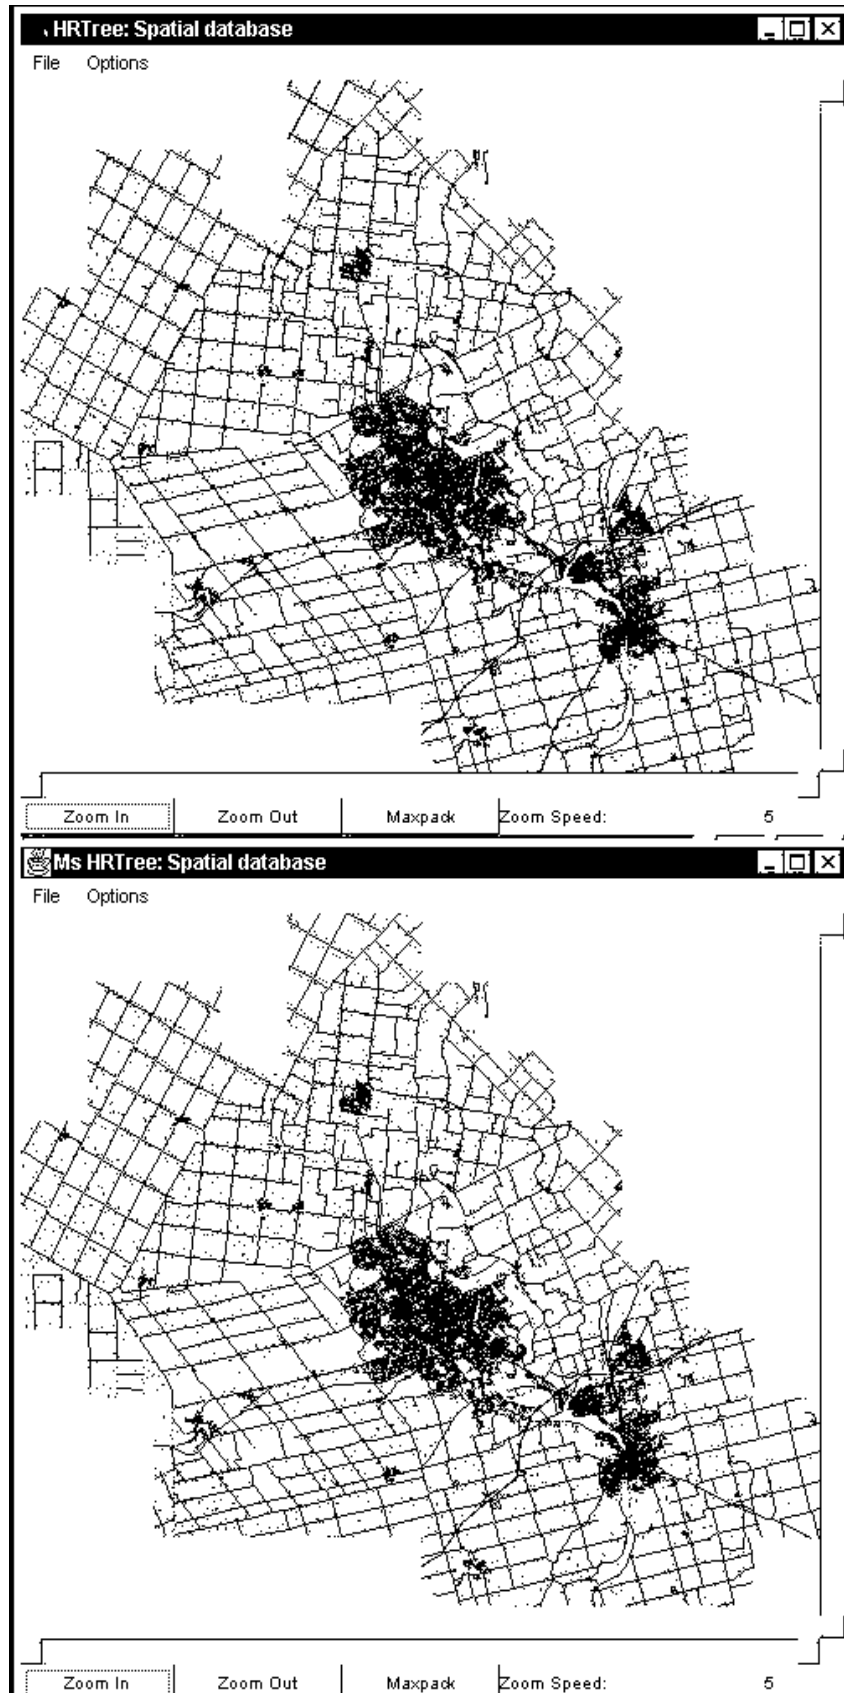 HRTree: Spatial database
File Options
Zoom In Zoom Out Maxpack Zoom Speed: 5
Ms HRTree: Spatial database
File Options
Zoom In Zoom Out Maxpack Zoom Speed: 5